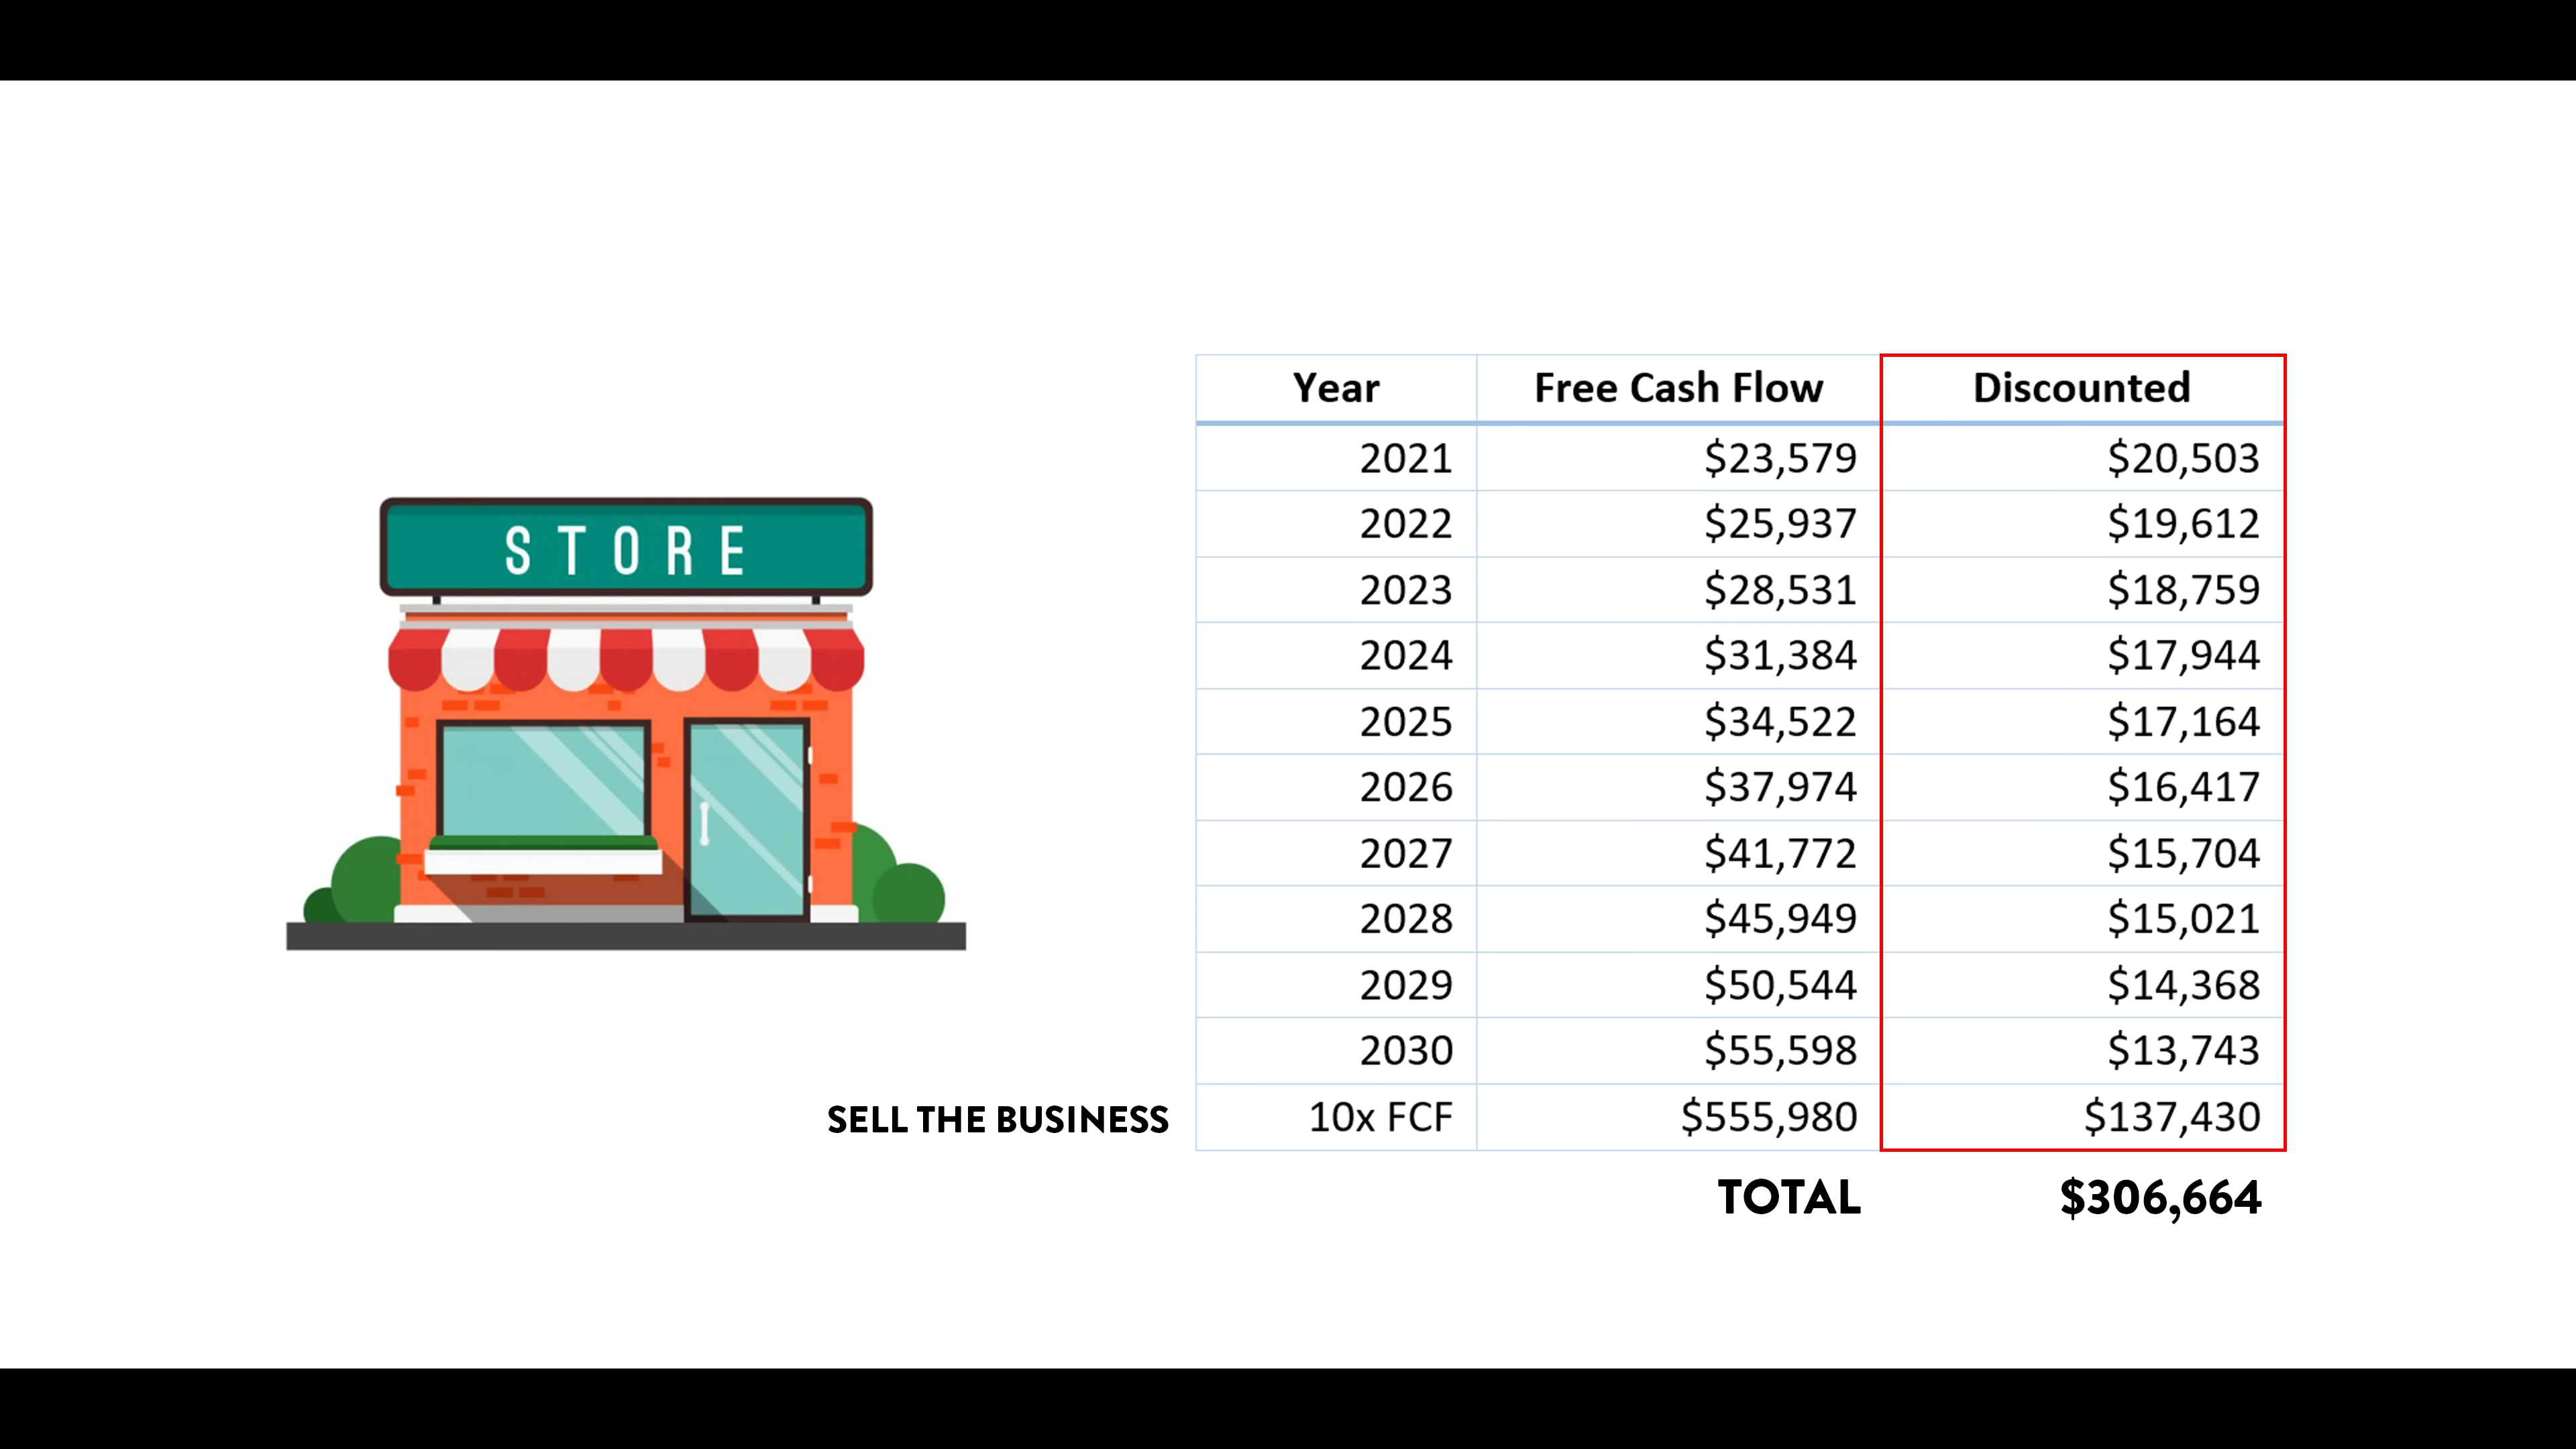 STORE
Year Free Cash Flow Discounted
2021 $23,579 $20,503
2022 $25,937 $19,612
2023 $28,531 $18,759
2024 $31,384 $17,944
2025 $34,522 $17,164
2026 $37,974 $16,417
2027 $41,772 $15,704
2028 $45,949 $15,021
2029 $50,544 $14,368
2030 $55,598 $13,743
SELL THE BUSINESS 10x FCF $555,980 $137,430
TOTAL $306,664